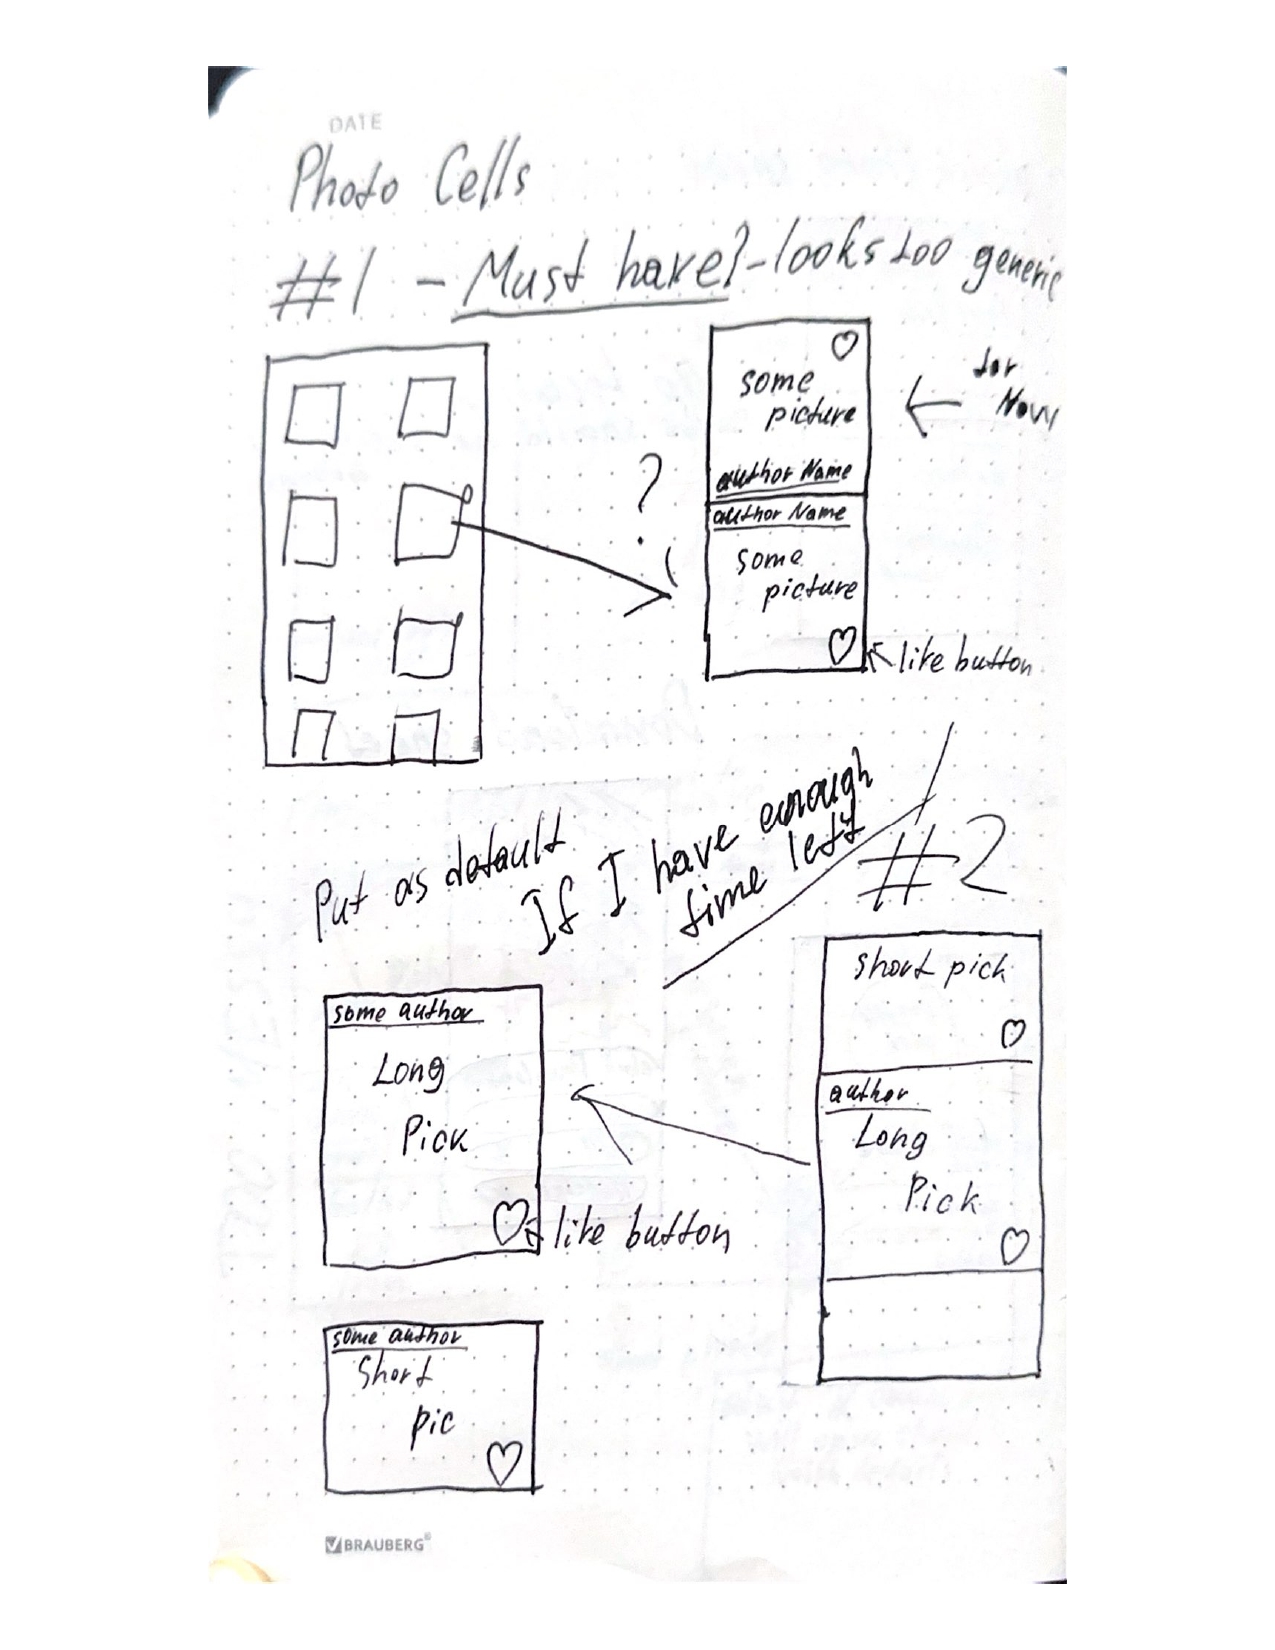 DATE
Photo Cells
#1 - Must have? - looks too generic
some
picture
author Name
for
Now
?
author Name
some
picture
like button
Put as default
If I have enough
time left
#2
short pick
author
Long
Pick
some author
Long
Pick
like button
some author
Short
pic
BRAUBERG®